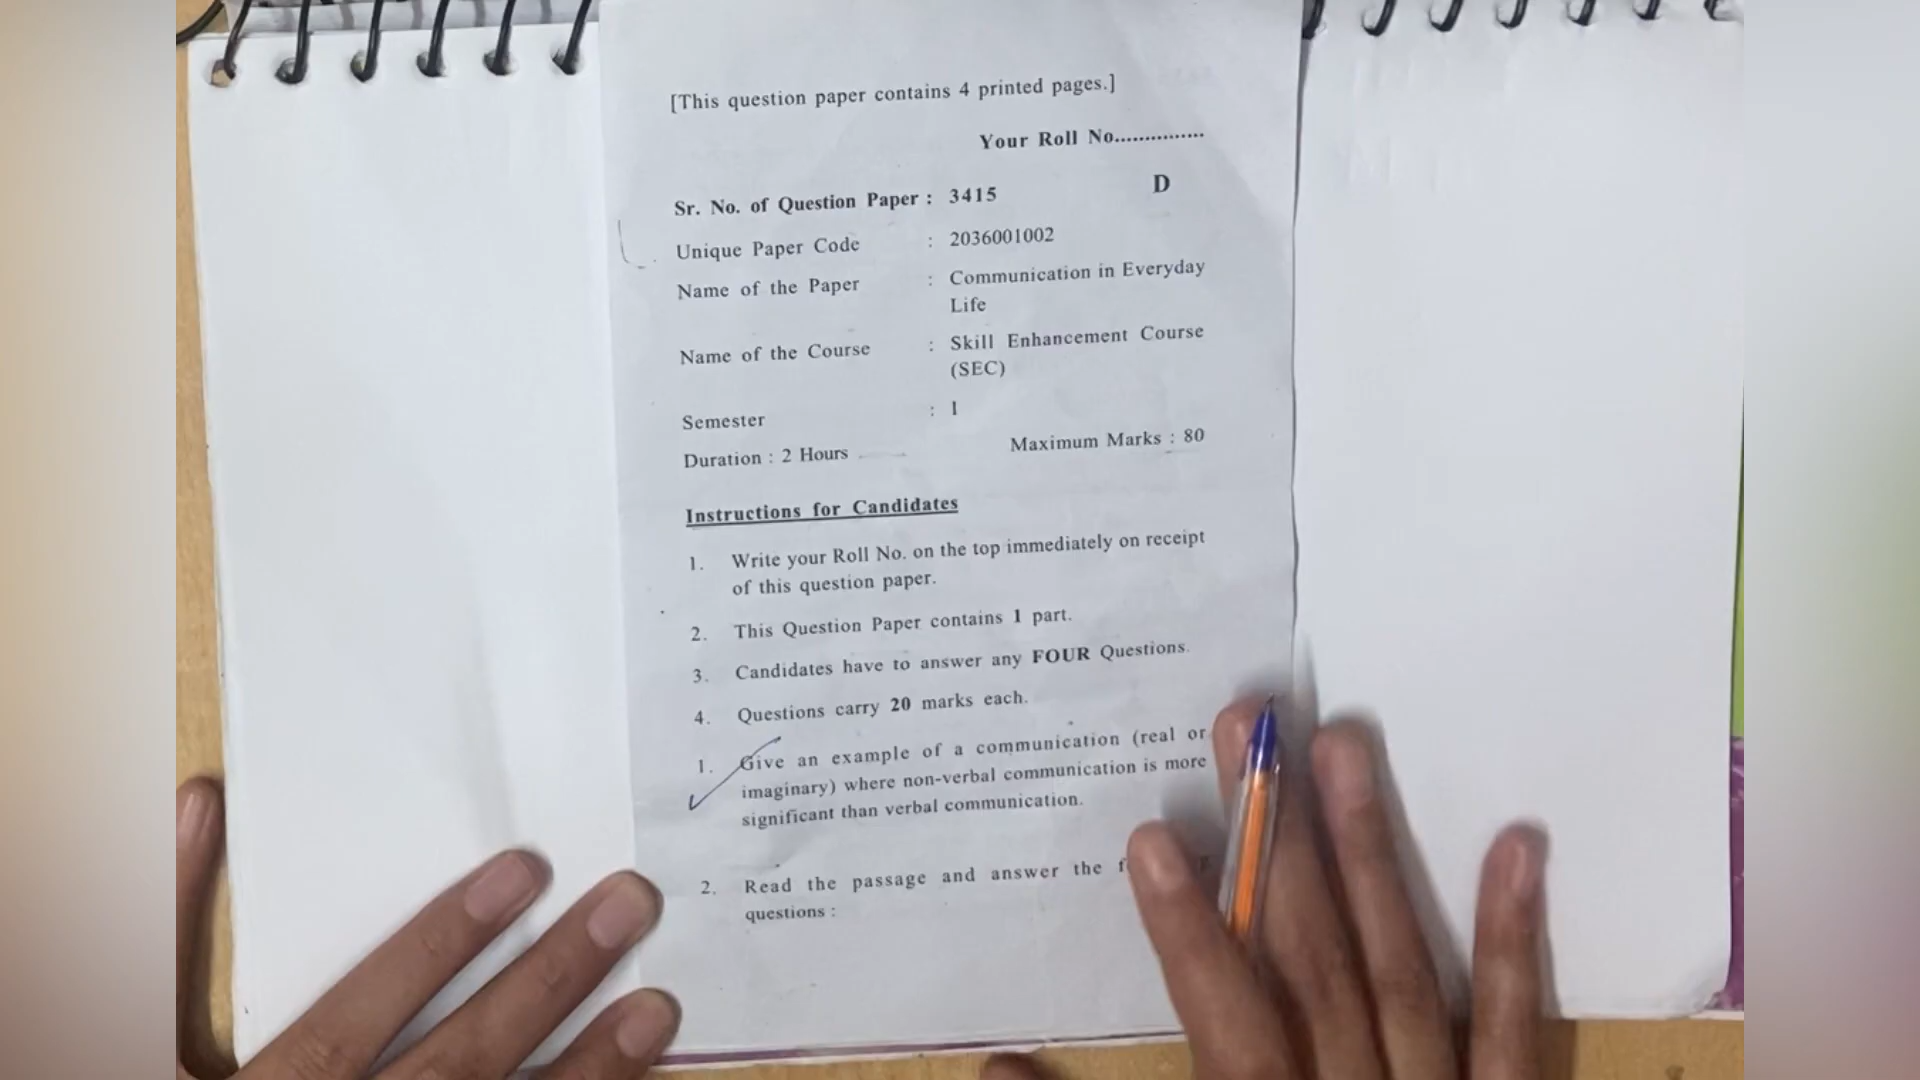 [This question paper contains 4 printed pages.]
Your Roll No...............
Sr. No. of Question Paper : 3415 D
Unique Paper Code : 2036001002
Name of the Paper : Communication in Everyday
Life
Name of the Course : Skill Enhancement Course
(SEC)
Semester : I
Duration : 2 Hours Maximum Marks : 80
Instructions for Candidates
1. Write your Roll No. on the top immediately on receipt
of this question paper.
2. This Question Paper contains 1 part.
3. Candidates have to answer any FOUR Questions.
4. Questions carry 20 marks each.
1. Give an example of a communication (real or
imaginary) where non-verbal communication is more
significant than verbal communication.
2. Read the passage and answer the
questions :